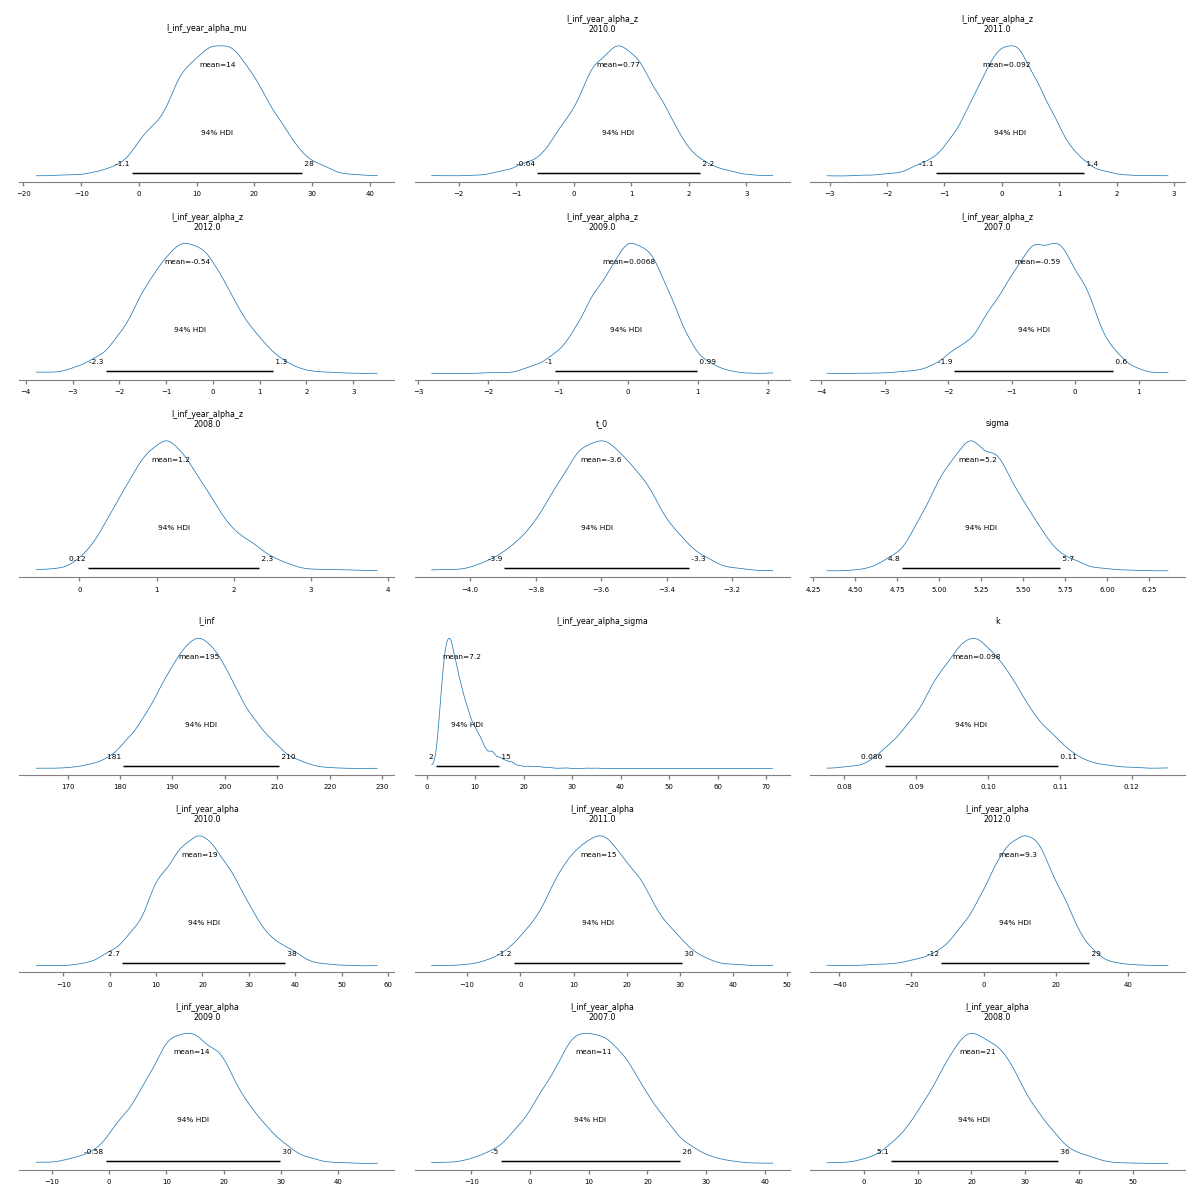 l_inf_year_alpha_mu
mean=14
94% HDI
-1.1 28
−20 −10 0 10 20 30 40
l_inf_year_alpha_z
2010.0
mean=0.77
94% HDI
-0.64 2.2
−2 −1 0 1 2 3
l_inf_year_alpha_z
2011.0
mean=0.092
94% HDI
-1.1 1.4
−3 −2 −1 0 1 2 3
l_inf_year_alpha_z
2012.0
mean=-0.54
94% HDI
-2.3 1.3
−4 −3 −2 −1 0 1 2 3
l_inf_year_alpha_z
2009.0
mean=0.0068
94% HDI
-1 0.99
−3 −2 −1 0 1 2
l_inf_year_alpha_z
2007.0
mean=-0.59
94% HDI
-1.9 0.6
−4 −3 −2 −1 0 1
l_inf_year_alpha_z
2008.0
mean=1.2
94% HDI
0.12 2.3
0 1 2 3 4
t_0
mean=-3.6
94% HDI
-3.9 -3.3
−4.0 −3.8 −3.6 −3.4 −3.2
sigma
mean=5.2
94% HDI
4.8 5.7
4.25 4.50 4.75 5.00 5.25 5.50 5.75 6.00 6.25
l_inf
mean=195
94% HDI
181 210
170 180 190 200 210 220 230
l_inf_year_alpha_sigma
mean=7.2
94% HDI
2 15
0 10 20 30 40 50 60 70
k
mean=0.098
94% HDI
0.086 0.11
0.08 0.09 0.10 0.11 0.12
l_inf_year_alpha
2010.0
mean=19
94% HDI
2.7 38
−10 0 10 20 30 40 50 60
l_inf_year_alpha
2011.0
mean=15
94% HDI
-1.2 30
−10 0 10 20 30 40 50
l_inf_year_alpha
2012.0
mean=9.3
94% HDI
-12 29
−40 −20 0 20 40
l_inf_year_alpha
2009.0
mean=14
94% HDI
-0.58 30
−10 0 10 20 30 40
l_inf_year_alpha
2007.0
mean=11
94% HDI
-5 26
−10 0 10 20 30 40
l_inf_year_alpha
2008.0
mean=21
94% HDI
5.1 36
0 10 20 30 40 50